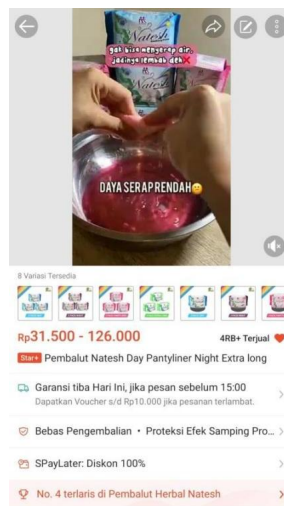 Natesh
gak bisa menyerap air,
jadinya lembab deh❌
Natesh
DAYA SERAP RENDAH
8 Variasi Tersedia
Rp31.500 - 126.000
4RB+ Terjual
Star+ Pembalut Natesh Day Pantyliner Night Extra long
Garansi tiba Hari Ini, jika pesan sebelum 15:00
Dapatkan Voucher s/d Rp10.000 jika pesanan terlambat.
Bebas Pengembalian • Proteksi Efek Samping Pro...
SPayLater: Diskon 100%
No. 4 terlaris di Pembalut Herbal Natesh